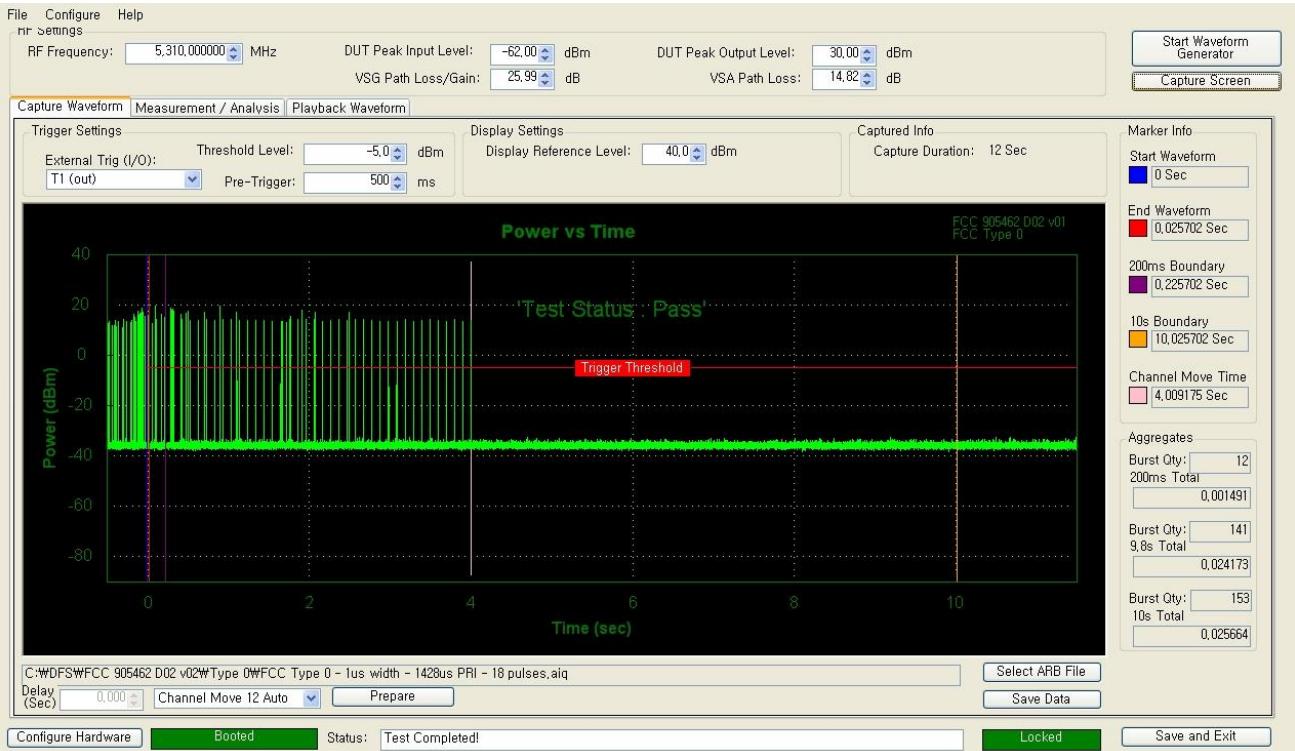 File Configure Help
RF Settings
RF Frequency: 5,310,000000 MHz DUT Peak Input Level: -62,00 dBm DUT Peak Output Level: 30,00 dBm Start Waveform Generator
VSG Path Loss/Gain: 25,99 dB VSA Path Loss: 14,82 dB Capture Screen
Capture Waveform Measurement / Analysis Playback Waveform
Trigger Settings Display Settings Captured Info Marker Info
External Trig (I/O): Threshold Level: -5,0 dBm Display Reference Level: 40,0 dBm Capture Duration: 12 Sec Start Waveform
T1 (out) Pre-Trigger: 500 ms 0 Sec
End Waveform
0,025702 Sec
200ms Boundary
0,225702 Sec
10s Boundary
10,025702 Sec
Channel Move Time
4,009175 Sec
Power vs Time
FCC 905462 D02 v01
FCC Type 0
'Test Status : Pass'
Trigger Threshold
40
20
0
-20
-40
-60
-80
Power (dBm)
0 2 4 6 8 10
Time (sec)
Aggregates
Burst Qty: 12
200ms Total
0,001491
Burst Qty: 141
9,8s Total
0,024173
Burst Qty: 153
10s Total
0,025664
C:₩DFS₩FCC 905462 D02 v02₩Type 0₩FCC Type 0 - 1us width - 1428us PRI - 18 pulses,aiq Select ARB File
Delay (Sec) 0,000 Channel Move 12 Auto Prepare Save Data
Configure Hardware Booted Status: Test Completed! Locked Save and Exit